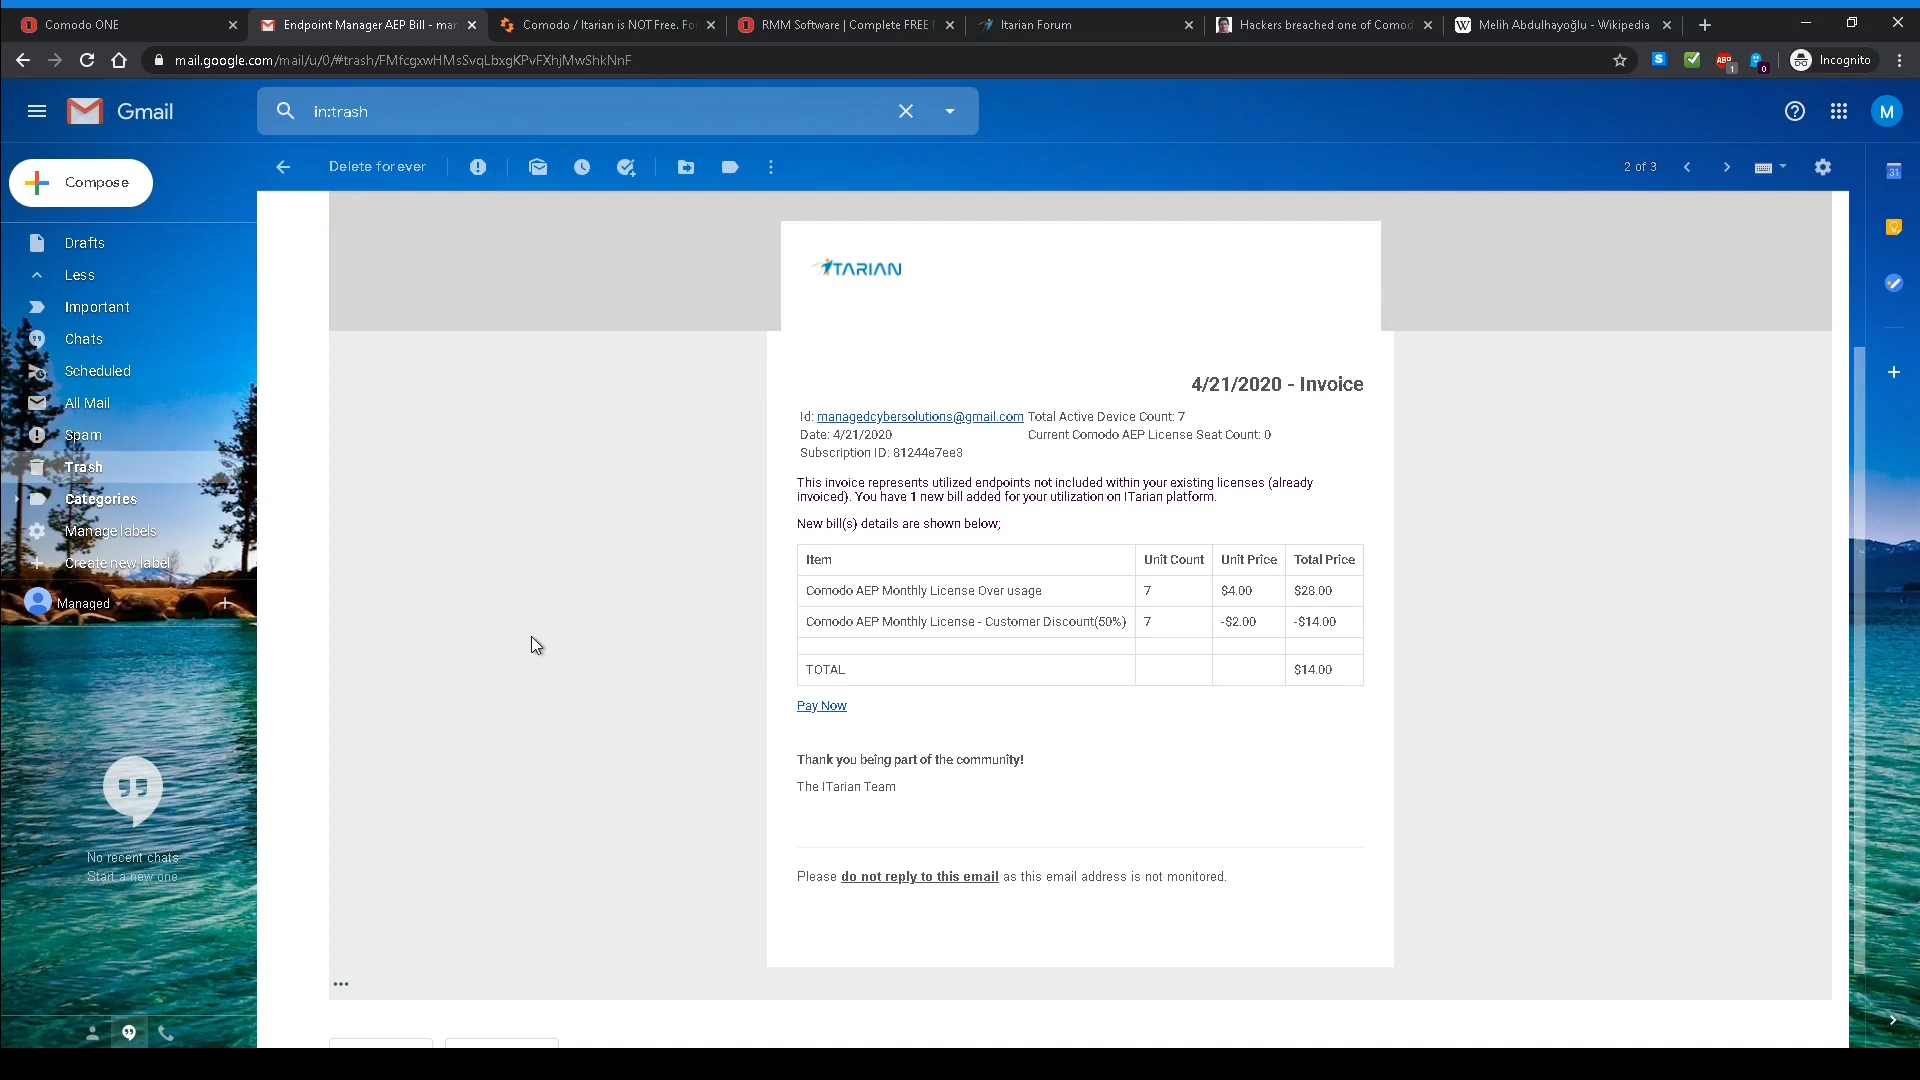 Comodo ONE
Endpoint Manager AEP Bill - man
Comodo / Itarian is NOT Free. Fo
RMM Software | Complete FREE
Itarian Forum
Hackers breached one of Comod
Melih Abdulhayoğlu - Wikipedia
mail.google.com/mail/u/0/#trash/FMfcgxwHMsSvqLbxgKPvFXhjMwShkNnF
S
ABP
1
0
Incognito
Gmail
in:trash
M
Compose
Delete forever
2 of 3
31
Drafts
Less
Important
Chats
Scheduled
All Mail
Spam
Trash
Categories
Manage labels
Create new label
Managed
No recent chats
Start a new one
ITARIAN
4/21/2020 - Invoice
Id: managedcybersolutions@gmail.com Total Active Device Count: 7
Date: 4/21/2020 Current Comodo AEP License Seat Count: 0
Subscription ID: 81244e7ee3
This invoice represents utilized endpoints not included within your existing licenses (already
invoiced). You have 1 new bill added for your utilization on ITarian platform.
New bill(s) details are shown below;
Item Unit Count Unit Price Total Price
Comodo AEP Monthly License Over usage 7 $4.00 $28.00
Comodo AEP Monthly License - Customer Discount(50%) 7 -$2.00 -$14.00
TOTAL $14.00
Pay Now
Thank you being part of the community!
The ITarian Team
Please do not reply to this email as this email address is not monitored.